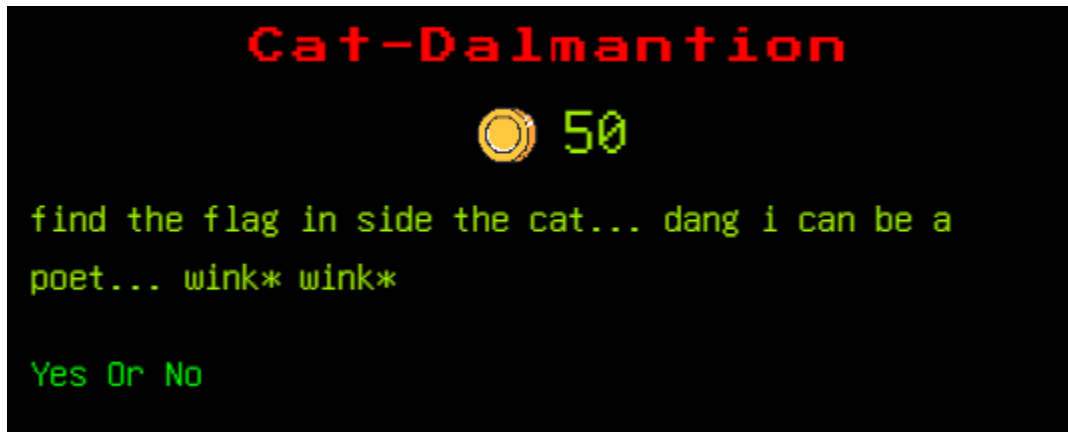 Cat-Dalmantion
50
find the flag in side the cat... dang i can be a
poet... wink* wink*
Yes Or No